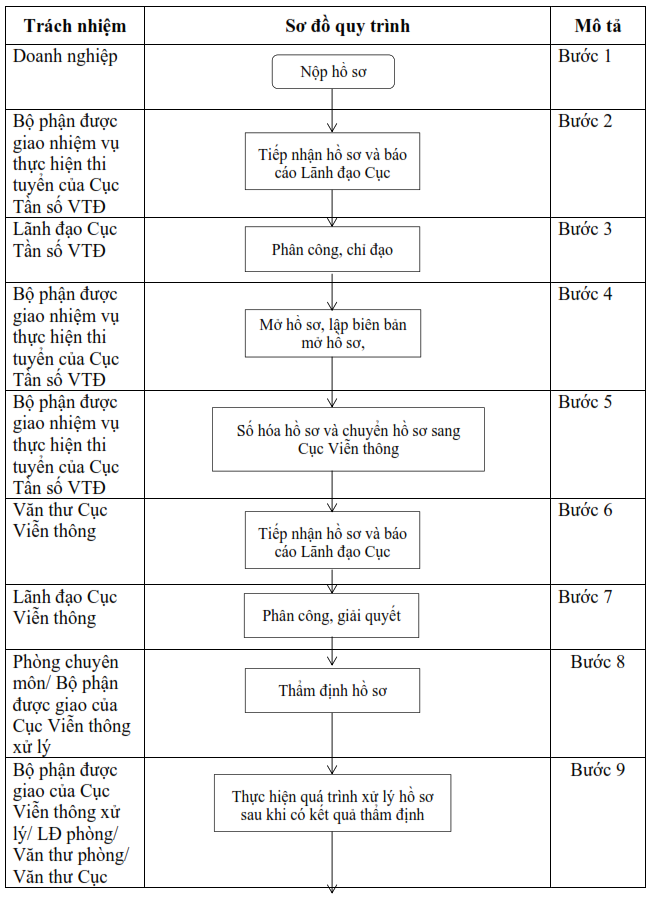 Trách nhiệm
Sơ đồ quy trình
Mô tả
Doanh nghiệp
Nộp hồ sơ
Bước 1
Bộ phận được
giao nhiệm vụ
thực hiện thi
tuyển của Cục
Tần số VTĐ
Tiếp nhận hồ sơ và báo
cáo Lãnh đạo Cục
Bước 2
Lãnh đạo Cục
Tần số VTĐ
Phân công, chỉ đạo
Bước 3
Bộ phận được
giao nhiệm vụ
thực hiện thi
tuyển của Cục
Tần số VTĐ
Mở hồ sơ, lập biên bản
mở hồ sơ,
Bước 4
Bộ phận được
giao nhiệm vụ
thực hiện thi
tuyển của Cục
Tần số VTĐ
Số hóa hồ sơ và chuyển hồ sơ sang
Cục Viễn thông
Bước 5
Văn thư Cục
Viễn thông
Tiếp nhận hồ sơ và báo
cáo Lãnh đạo Cục
Bước 6
Lãnh đạo Cục
Viễn thông
Phân công, giải quyết
Bước 7
Phòng chuyên
môn/ Bộ phận
được giao của
Cục Viễn thông
xử lý
Thẩm định hồ sơ
Bước 8
Bộ phận được
giao của Cục
Viễn thông xử
lý/ LĐ phòng/
Văn thư phòng/
Văn thư Cục
Thực hiện quá trình xử lý hồ sơ
sau khi có kết quả thẩm định
Bước 9